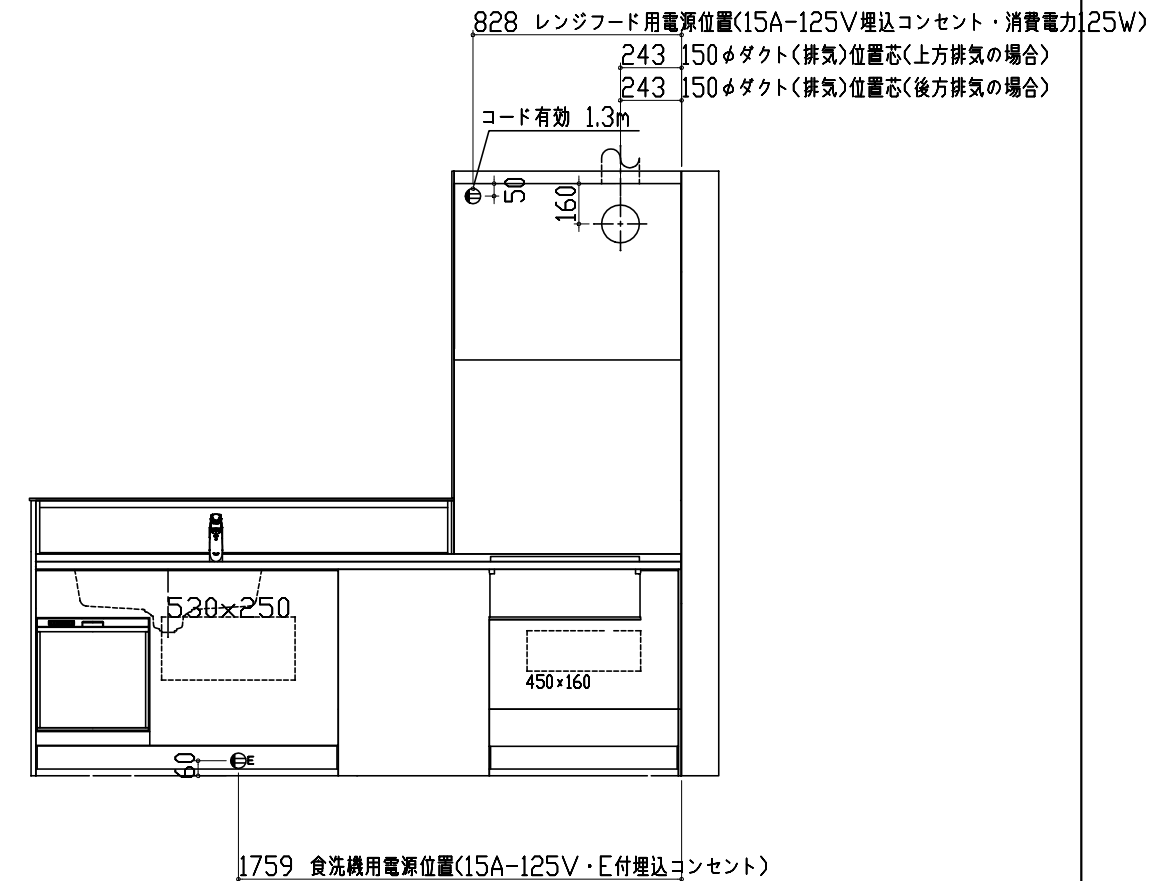 828 レンジフード用電源位置(15A-125V埋込コンセント・消費電力125W)
243 150φダクト(排気)位置芯(上方排気の場合)
243 150φダクト(排気)位置芯(後方排気の場合)
コード有効 1.3m
50
160
530×250
450×160
60
E
1759 食洗機用電源位置(15A-125V・E付埋込コンセント)